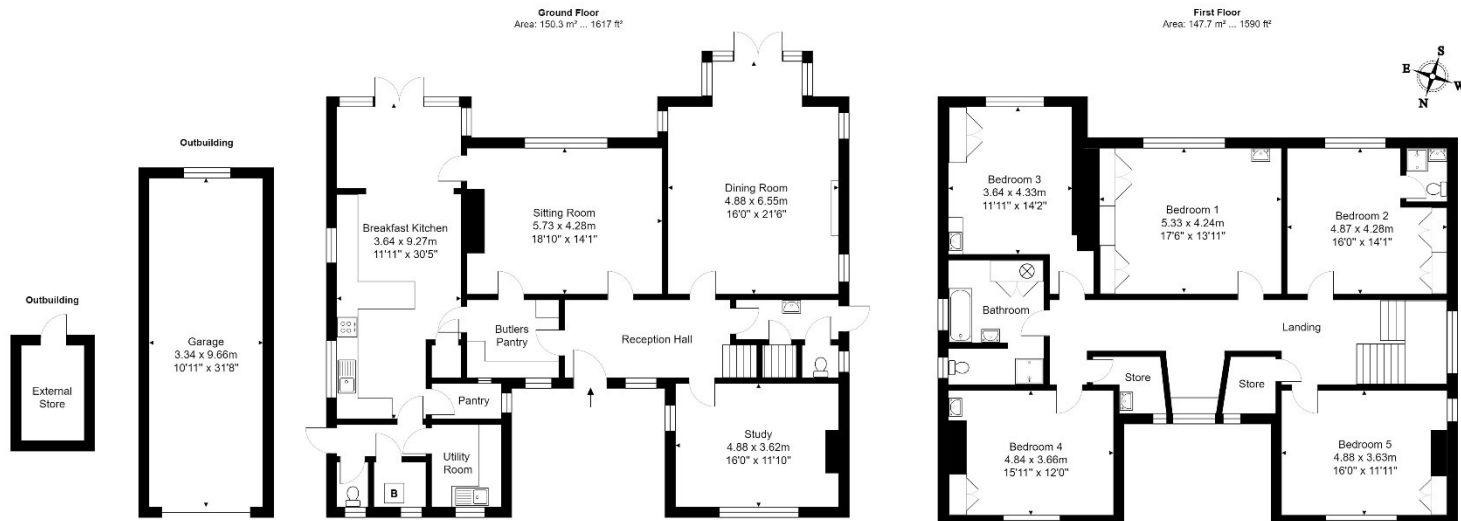 Ground Floor
Area: 150.3 m² ... 1617 ft²
First Floor
Area: 147.7 m² ... 1590 ft²
S
E
W
N
Outbuilding
Garage
3.34 x 9.66m
10'11" x 31'8"
Outbuilding
External
Store
Breakfast Kitchen
3.64 x 9.27m
11'11" x 30'5"
Sitting Room
5.73 x 4.28m
18'10" x 14'1"
Dining Room
4.88 x 6.55m
16'0" x 21'6"
Butlers
Pantry
Reception Hall
Pantry
Utility
Room
B
Study
4.88 x 3.62m
16'0" x 11'10"
Bedroom 3
3.64 x 4.33m
11'11" x 14'2"
Bedroom 1
5.33 x 4.24m
17'6" x 13'11"
Bedroom 2
4.87 x 4.28m
16'0" x 14'1"
Bathroom
Landing
Store
Store
Bedroom 4
4.84 x 3.66m
15'11" x 12'0"
Bedroom 5
4.88 x 3.63m
16'0" x 11'11"